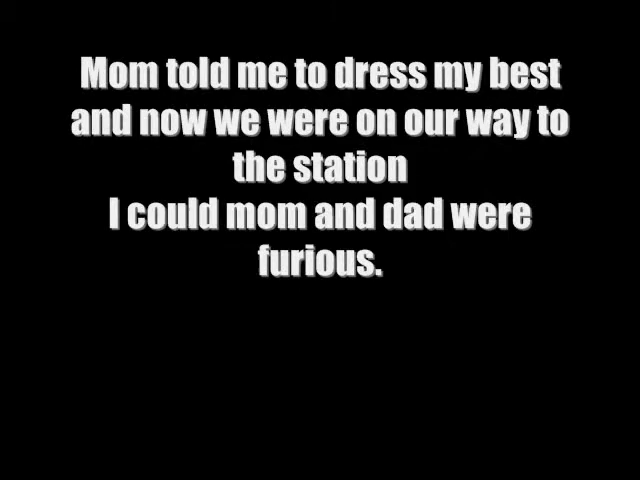 Mom told me to dress my best
and now we were on our way to
the station
I could mom and dad were
furious.